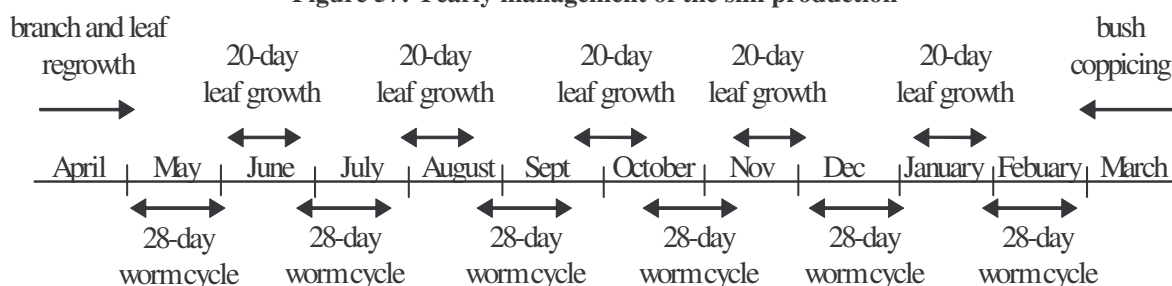 Figure 37: Yearly management of the silk production
branch and leaf
regrowth
20-day
leaf growth
20-day
leaf growth
20-day
leaf growth
20-day
leaf growth
20-day
leaf growth
bush
coppicing
April May June July August Sept October Nov Dec January Febuary March
28-day
worm cycle
28-day
worm cycle
28-day
worm cycle
28-day
worm cycle
28-day
worm cycle
28-day
worm cycle